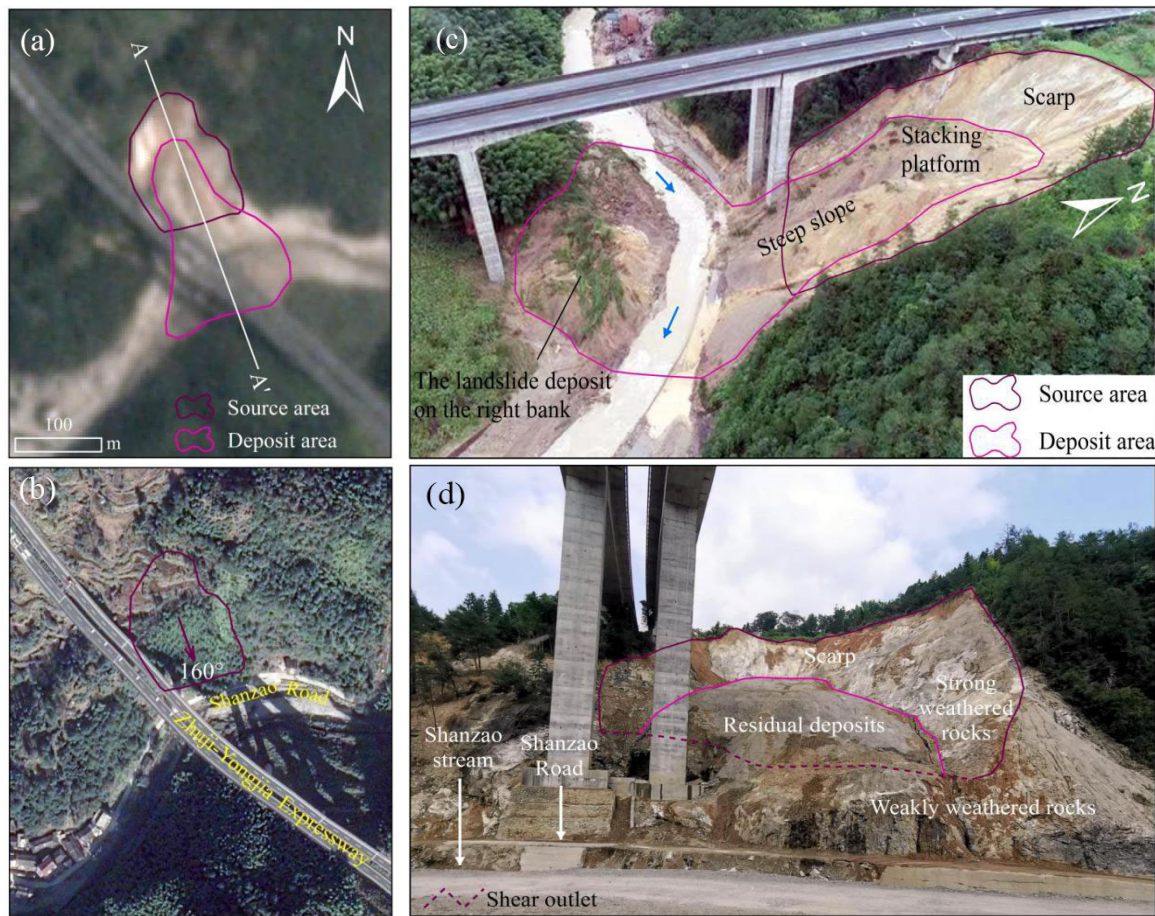 (a)
A
N
A'
Source area
100
m
Deposit area
(b)
160°
Shanzao Road
Zhuji-Yongjia Expressway
(c)
Scarp
Stacking
platform
Steep slope
N
The landslide deposit
on the right bank
Source area
Deposit area
(d)
Scarp
Strong
weathered
rocks
Residual deposits
Shanzao
stream
Shanzao
Road
Weakly weathered rocks
Shear outlet